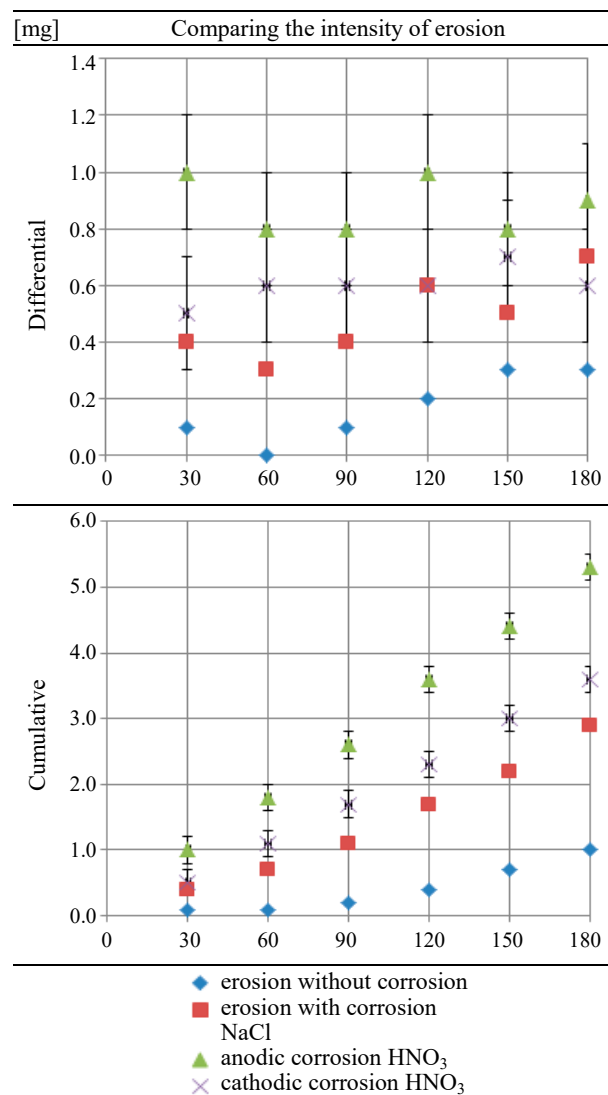 [mg] Comparing the intensity of erosion
1.4
1.2
1.0
0.8
0.6
0.4
0.2
0.0
Differential
0 30 60 90 120 150 180
6.0
5.0
4.0
3.0
2.0
1.0
0.0
Cumulative
0 30 60 90 120 150 180
erosion without corrosion
erosion with corrosion
NaCl
anodic corrosion HNO₃
cathodic corrosion HNO₃